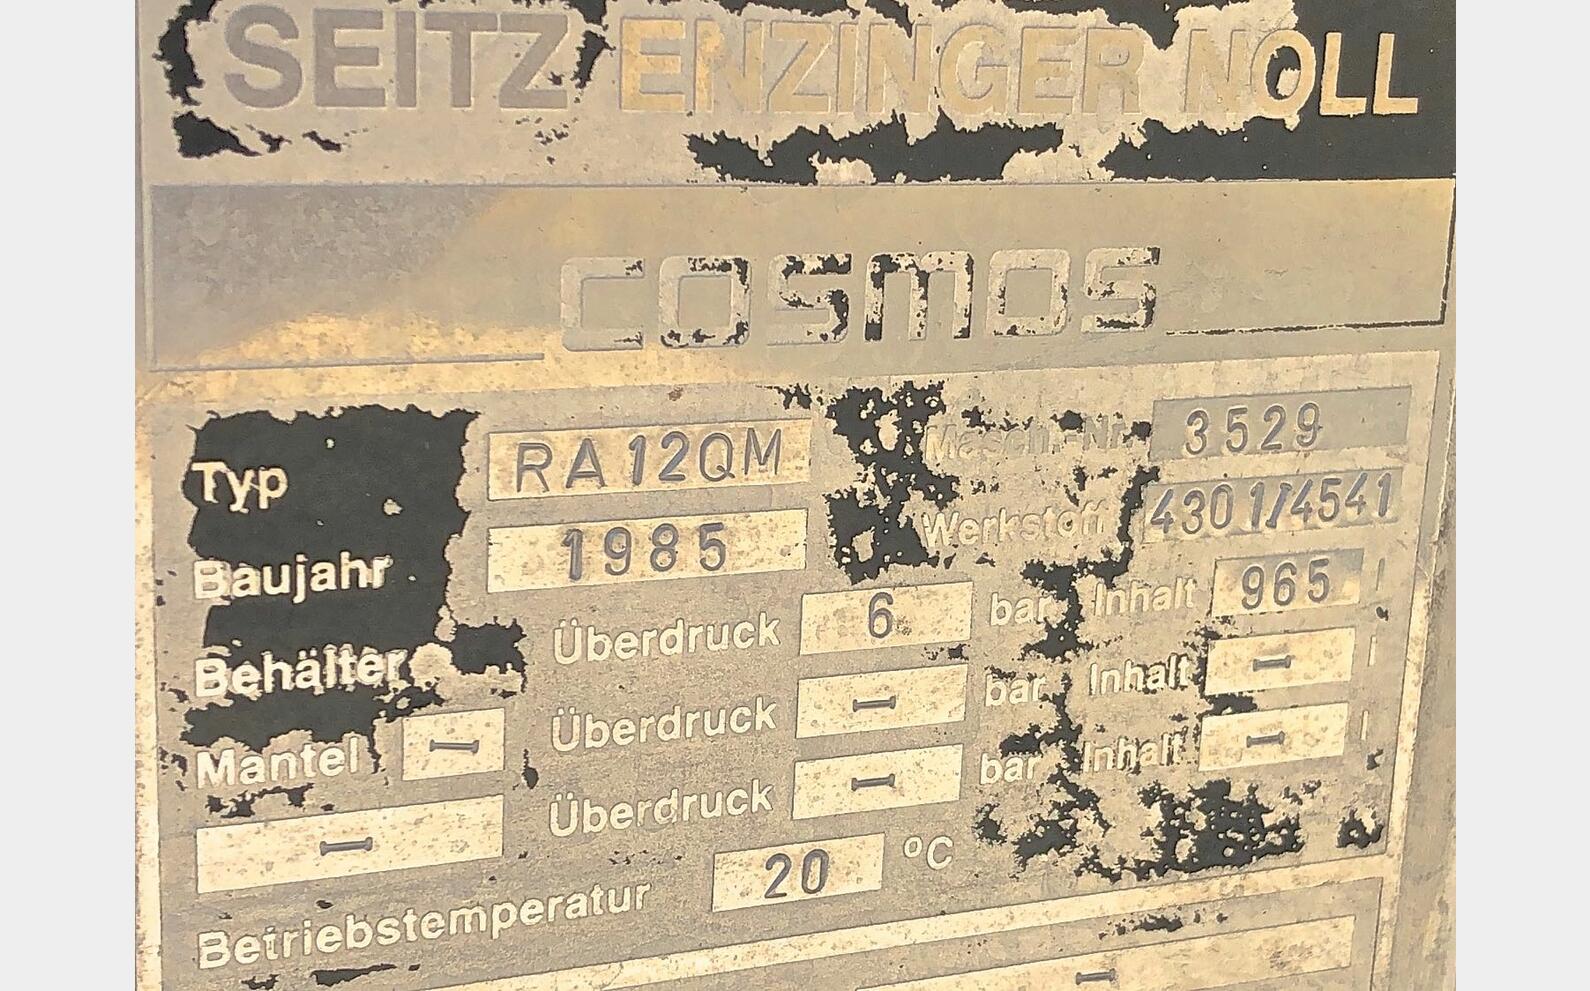 SEITZ ENZINGER NOLL
COSMOS
Typ RA12QM Masch.-Nr. 3529
Baujahr 1985 Werkstoff 4301/4541
Behälter Überdruck 6 bar Inhalt 965 l
Mantel - Überdruck - bar Inhalt - l
- Überdruck - bar Inhalt - l
Betriebstemperatur 20 °C
-